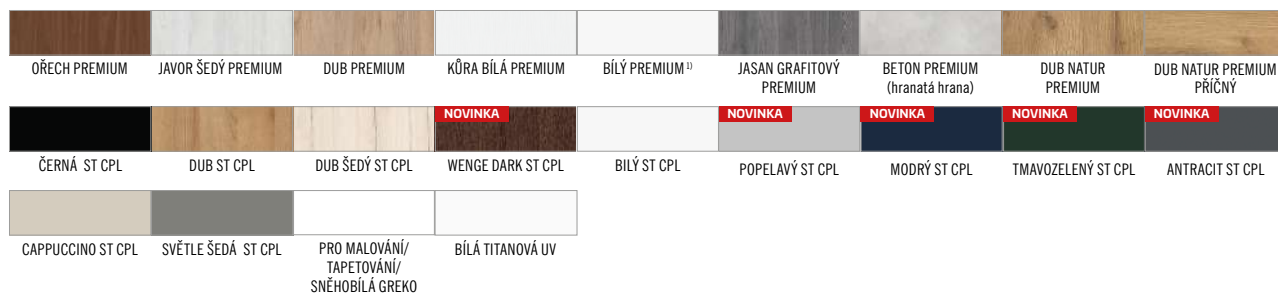 OŘECH PREMIUM
JAVOR ŠEDÝ PREMIUM
DUB PREMIUM
KŮRA BÍLÁ PREMIUM
BÍLÝ PREMIUM 1)
JASAN GRAFITOVÝ
PREMIUM
BETON PREMIUM
(hranatá hrana)
DUB NATUR
PREMIUM
DUB NATUR PREMIUM
PŘÍČNÝ
NOVINKA
NOVINKA
NOVINKA
NOVINKA
NOVINKA
ČERNÁ ST CPL
DUB ST CPL
DUB ŠEDÝ ST CPL
WENGE DARK ST CPL
BILÝ ST CPL
POPELAVÝ ST CPL
MODRÝ ST CPL
TMAVOZELENÝ ST CPL
ANTRACIT ST CPL
CAPPUCCINO ST CPL
SVĚTLE ŠEDÁ ST CPL
PRO MALOVÁNÍ/
TAPETOVÁNÍ/
SNĚHOBÍLÁ GREKO
BÍLÁ TITANOVÁ UV